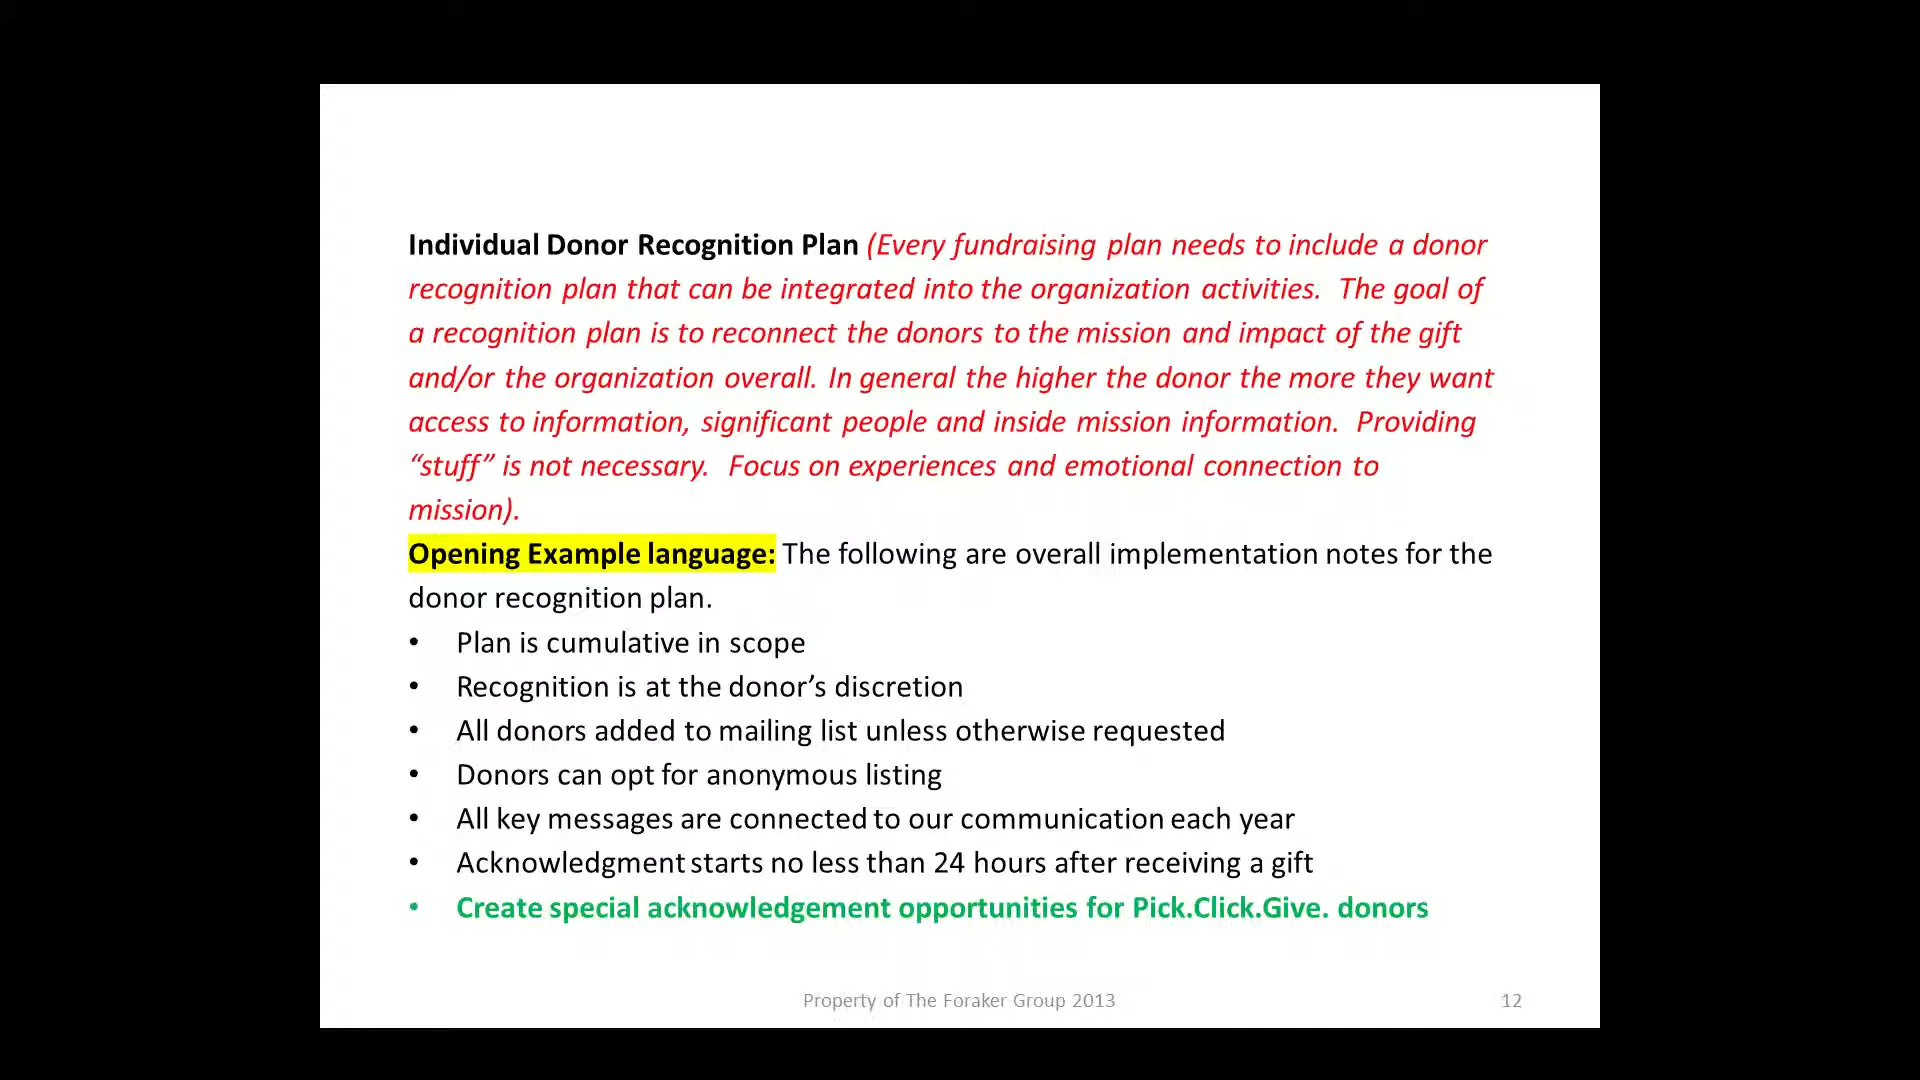 Individual Donor Recognition Plan (Every fundraising plan needs to include a donor
recognition plan that can be integrated into the organization activities.  The goal of
a recognition plan is to reconnect the donors to the mission and impact of the gift
and/or the organization overall. In general the higher the donor the more they want
access to information, significant people and inside mission information.  Providing
“stuff” is not necessary.  Focus on experiences and emotional connection to
mission).
Opening Example language: The following are overall implementation notes for the
donor recognition plan.
• Plan is cumulative in scope
• Recognition is at the donor’s discretion
• All donors added to mailing list unless otherwise requested
• Donors can opt for anonymous listing
• All key messages are connected to our communication each year
• Acknowledgment starts no less than 24 hours after receiving a gift
• Create special acknowledgement opportunities for Pick.Click.Give. donors
Property of The Foraker Group 2013
12